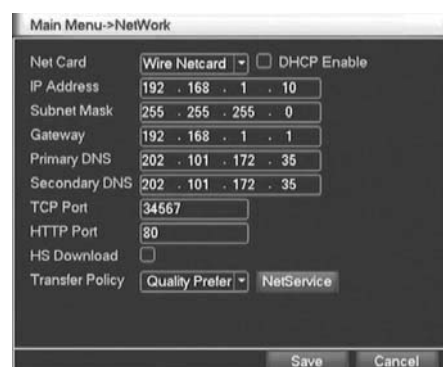 Main Menu->NetWork
Net Card Wire Netcard DHCP Enable
IP Address 192 . 168 . 1 . 10
Subnet Mask 255 . 255 . 255 . 0
Gateway 192 . 168 . 1 . 1
Primary DNS 202 . 101 . 172 . 35
Secondary DNS 202 . 101 . 172 . 35
TCP Port 34567
HTTP Port 80
HS Download
Transfer Policy Quality Prefer NetService
Save Cancel